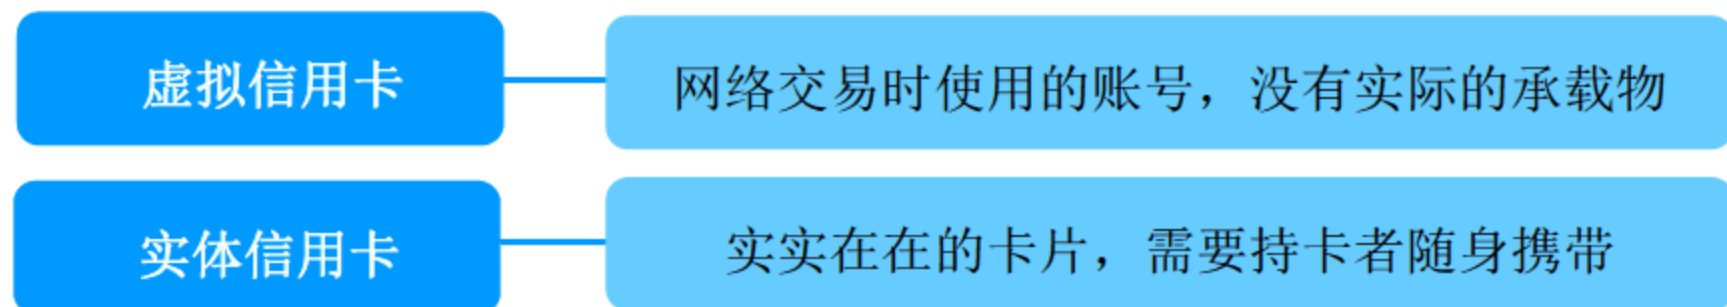 虚拟信用卡
网络交易时使用的账号，没有实际的承载物
实体信用卡
实实在在的卡片，需要持卡者随身携带